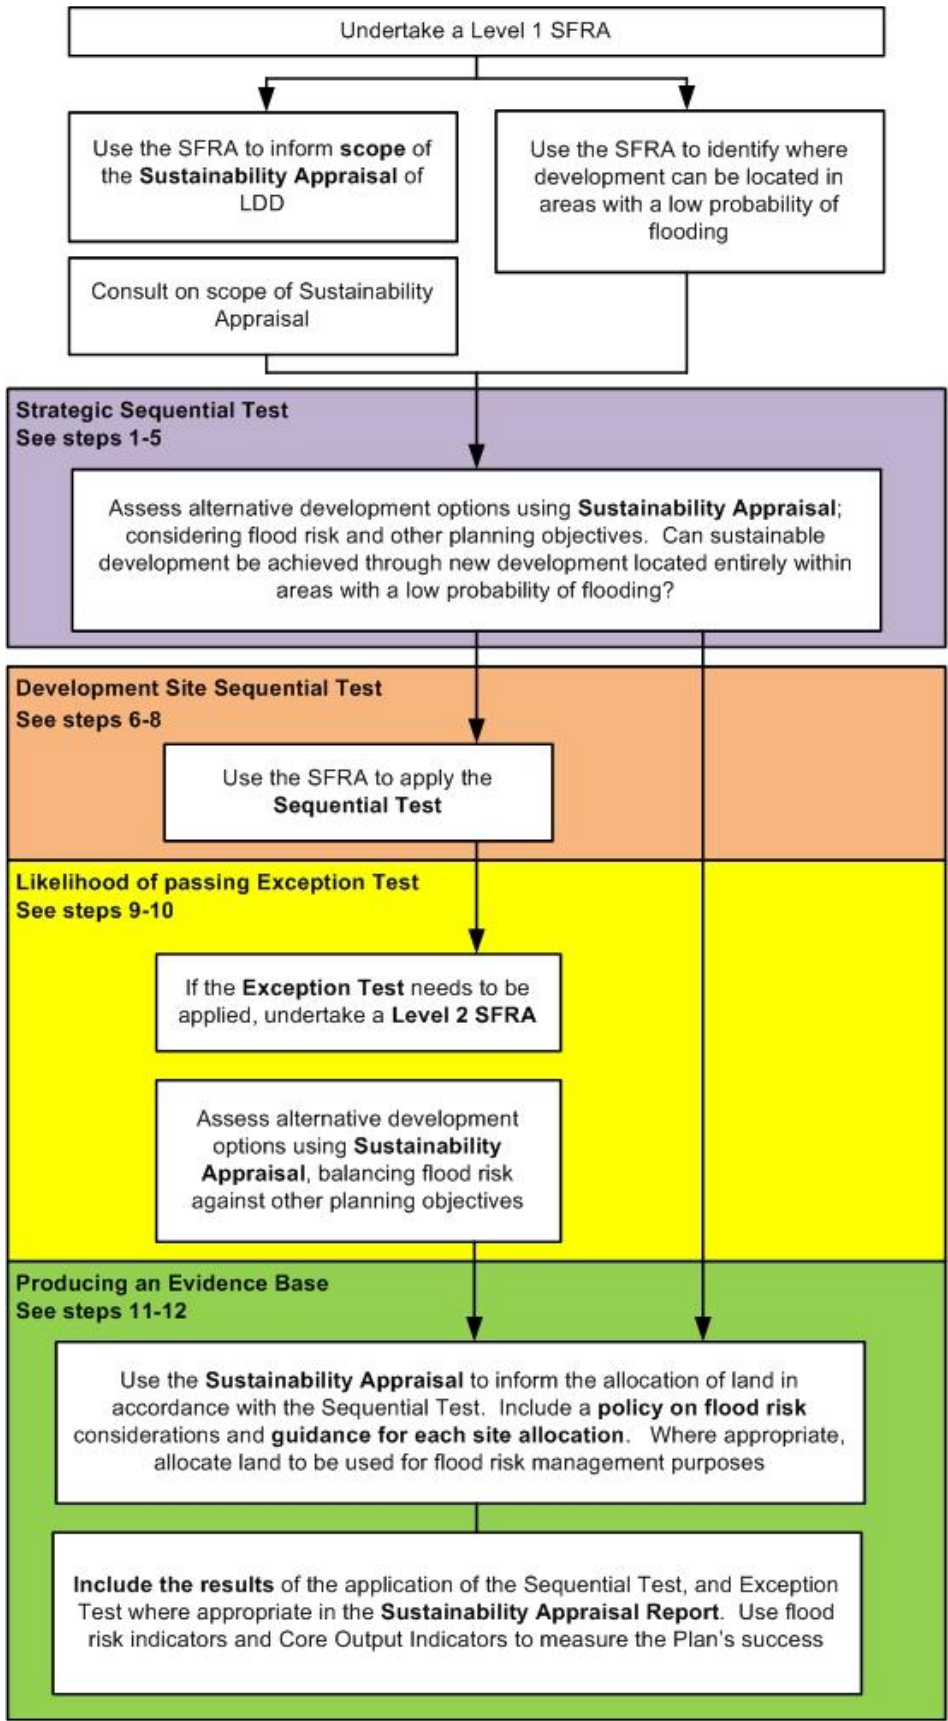 Undertake a Level 1 SFRA
Use the SFRA to inform scope of
the Sustainability Appraisal of
LDD
Use the SFRA to identify where
development can be located in
areas with a low probability of
flooding
Consult on scope of Sustainability
Appraisal
Strategic Sequential Test
See steps 1-5
Assess alternative development options using Sustainability Appraisal;
considering flood risk and other planning objectives. Can sustainable
development be achieved through new development located entirely within
areas with a low probability of flooding?
Development Site Sequential Test
See steps 6-8
Use the SFRA to apply the
Sequential Test
Likelihood of passing Exception Test
See steps 9-10
If the Exception Test needs to be
applied, undertake a Level 2 SFRA
Assess alternative development
options using Sustainability
Appraisal, balancing flood risk
against other planning objectives
Producing an Evidence Base
See steps 11-12
Use the Sustainability Appraisal to inform the allocation of land in
accordance with the Sequential Test. Include a policy on flood risk
considerations and guidance for each site allocation. Where appropriate,
allocate land to be used for flood risk management purposes
Include the results of the application of the Sequential Test, and Exception
Test where appropriate in the Sustainability Appraisal Report. Use flood
risk indicators and Core Output Indicators to measure the Plan's success